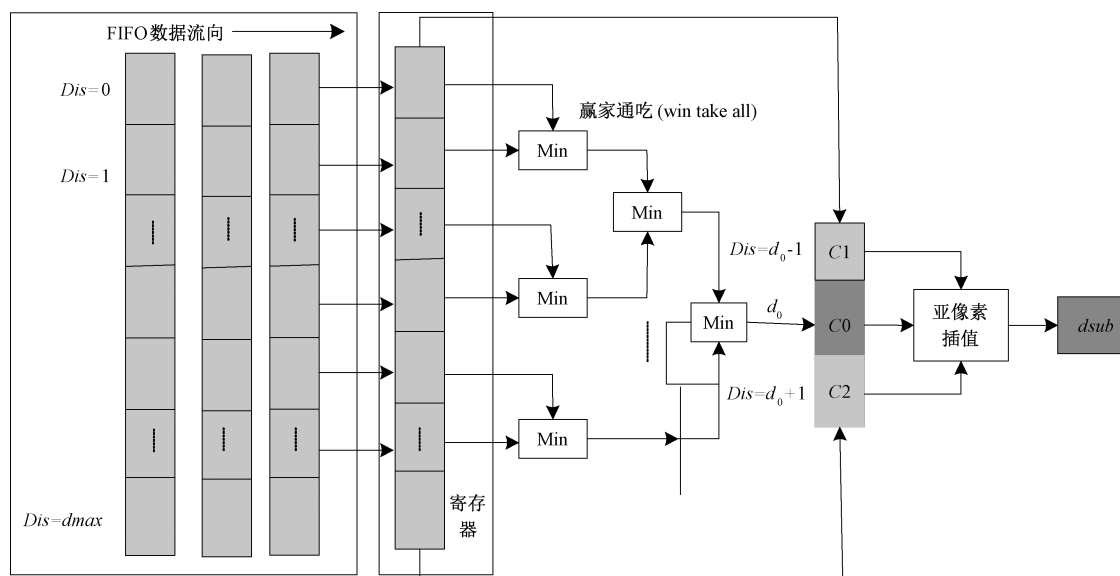 FIFO数据流向
Dis=0
Dis=1
Dis=dmax
寄存
器
赢家通吃 (win take all)
Min
Min
Min
Min
Min
d0
Dis=d0-1
Dis=d0+1
C1
C0
C2
亚像素
插值
dsub